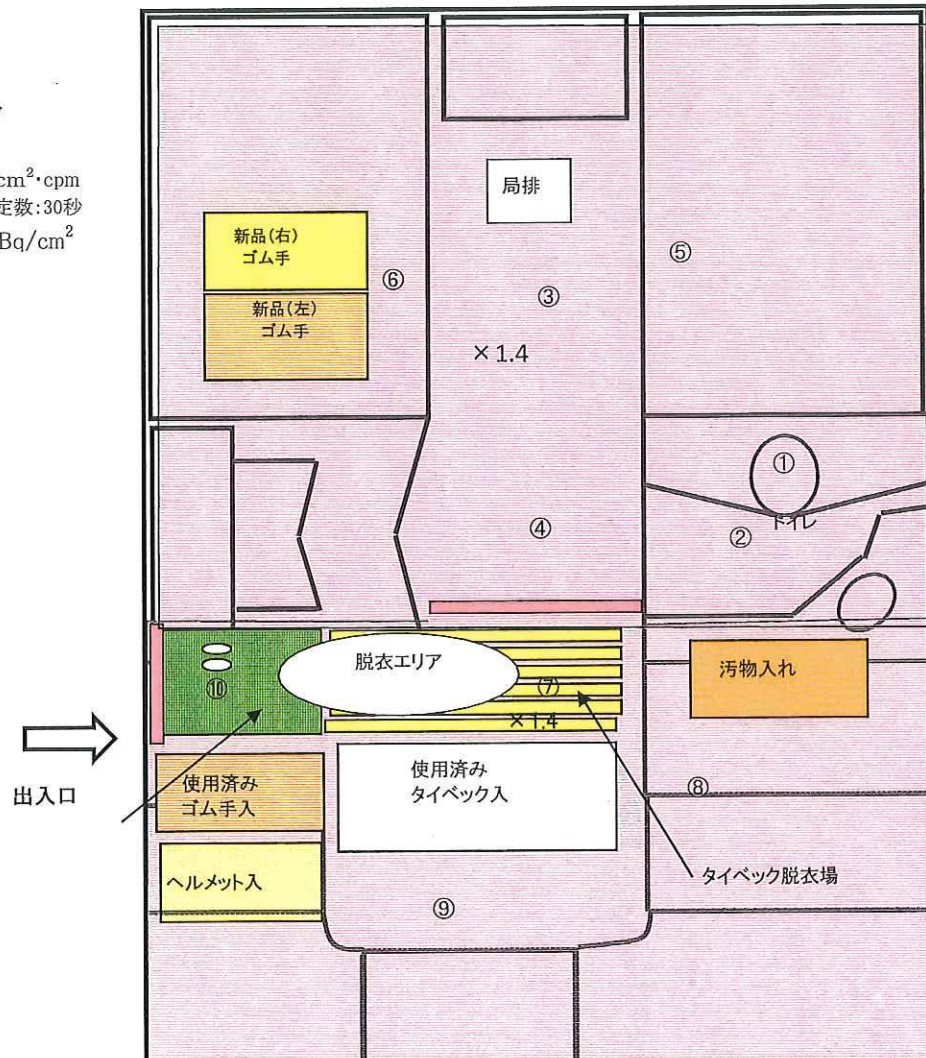 cm²・cpm
定数:30秒
Bq/cm²
局排
新品(右)
ゴム手
⑥
新品(左)
ゴム手
③
⑤
×1.4
①
トイレ
④
②
脱衣エリア
⑦
⑩
×1.4
汚物入れ
出入口
使用済み
ゴム手入
使用済み
タイベック入
⑧
ヘルメット入
タイベック脱衣場
⑨